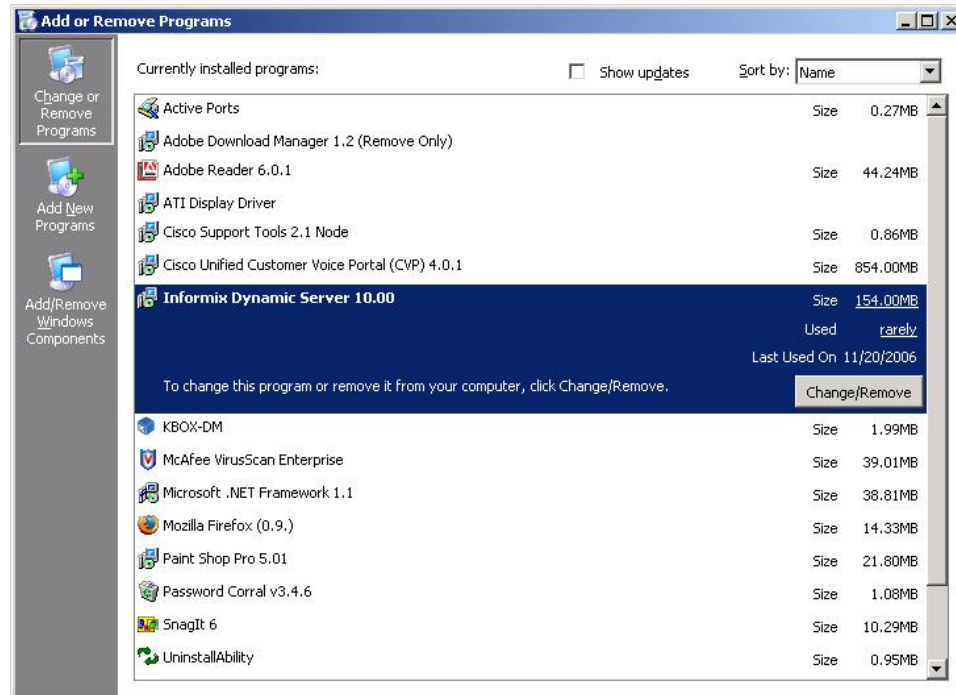 Add or Remove Programs
Change or
Remove
Programs
Add New
Programs
Add/Remove
Windows
Components
Currently installed programs:
Show updates
Sort by: Name
Active Ports Size 0.27MB
Adobe Download Manager 1.2 (Remove Only)
Adobe Reader 6.0.1 Size 44.24MB
ATI Display Driver
Cisco Support Tools 2.1 Node Size 0.86MB
Cisco Unified Customer Voice Portal (CVP) 4.0.1 Size 854.00MB
Informix Dynamic Server 10.00 Size 154.00MB
Used rarely
Last Used On 11/20/2006
To change this program or remove it from your computer, click Change/Remove. Change/Remove
KBOX-DM Size 1.99MB
McAfee VirusScan Enterprise Size 39.01MB
Microsoft .NET Framework 1.1 Size 38.81MB
Mozilla Firefox (0.9.) Size 14.33MB
Paint Shop Pro 5.01 Size 21.80MB
Password Corral v3.4.6 Size 1.08MB
SnagIt 6 Size 10.29MB
UninstallAbility Size 0.95MB